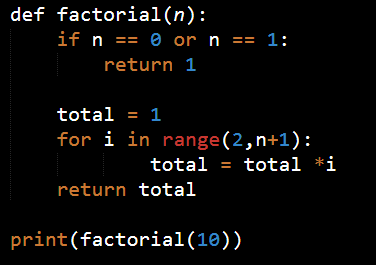 def factorial(n):
    if n == 0 or n == 1:
        return 1

    total = 1
    for i in range(2,n+1):
            total = total *i
    return total

print(factorial(10))